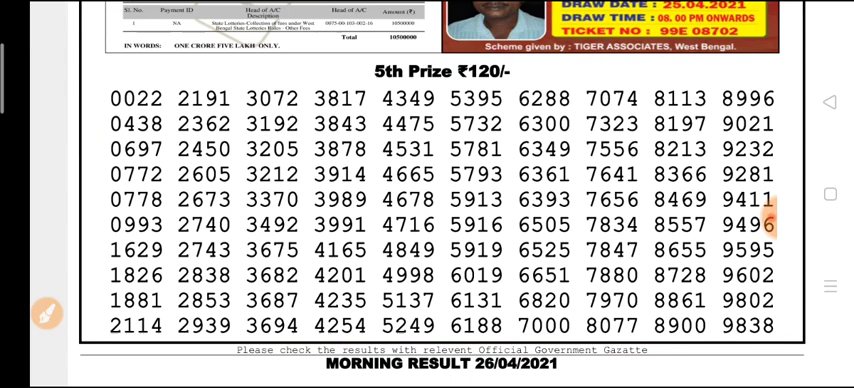 Sl. No. Payment ID Head of A/C Description Head of A/C Amount (₹)
1 NA State Lotteries-Collection of fees under West Bengal State Lotteries Rules - Other Fees 0075-00-103-002-16 10500000
Total 10500000
IN WORDS: ONE CRORE FIVE LAKH ONLY.
DRAW DATE : 25.04.2021
DRAW TIME : 08. 00 PM ONWARDS
TICKET NO : 99E 08702
Scheme given by : TIGER ASSOCIATES, West Bengal.
5th Prize ₹120/-
0022 2191 3072 3817 4349 5395 6288 7074 8113 8996
0438 2362 3192 3843 4475 5732 6300 7323 8197 9021
0697 2450 3205 3878 4531 5781 6349 7556 8213 9232
0772 2605 3212 3914 4665 5793 6361 7641 8366 9281
0778 2673 3370 3989 4678 5913 6393 7656 8469 9411
0993 2740 3492 3991 4716 5916 6505 7834 8557 9496
1629 2743 3675 4165 4849 5919 6525 7847 8655 9595
1826 2838 3682 4201 4998 6019 6651 7880 8728 9602
1881 2853 3687 4235 5137 6131 6820 7970 8861 9802
2114 2939 3694 4254 5249 6188 7000 8077 8900 9838
Please check the results with relevent Official Government Gazatte
MORNING RESULT 26/04/2021